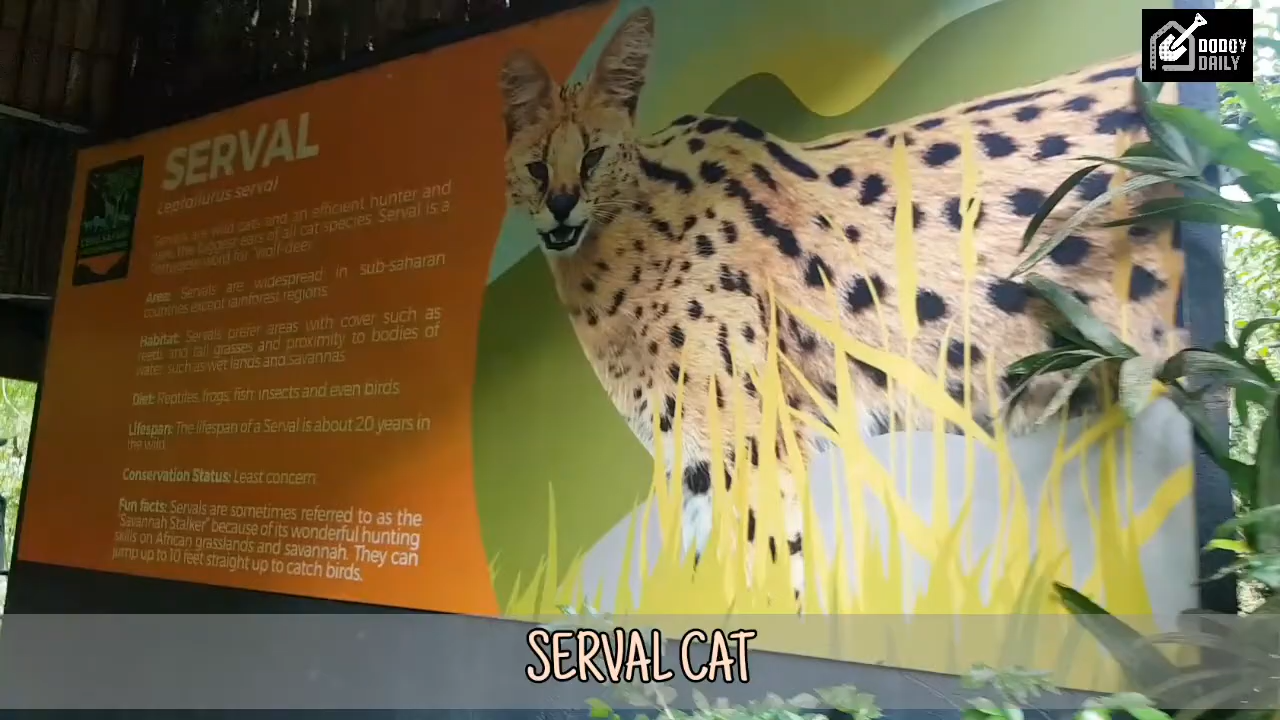 DODOY
DAILY
SERVAL
Leptailurus serval
Servals are wild cats and an efficient hunter and
the biggest ears of all cat species. Serval is a
word for "wolf-deer"
Area: Servals are widespread in sub-saharan
countries except rainforest regions
Habitat: Servals prefer areas with cover such as
reeds and tall grasses and proximity to bodies of
water such as wet lands and savannas
Diet: Reptiles, frogs, fish, insects and even birds
Lifespan: The lifespan of a Serval is about 20 years in
the wild
Conservation Status: Least concern
Fun facts: Servals are sometimes referred to as the
"Savannah Stalker" because of its wonderful hunting
skills on African grasslands and savannah. They can
jump up to 10 feet straight up to catch birds.
SERVAL CAT